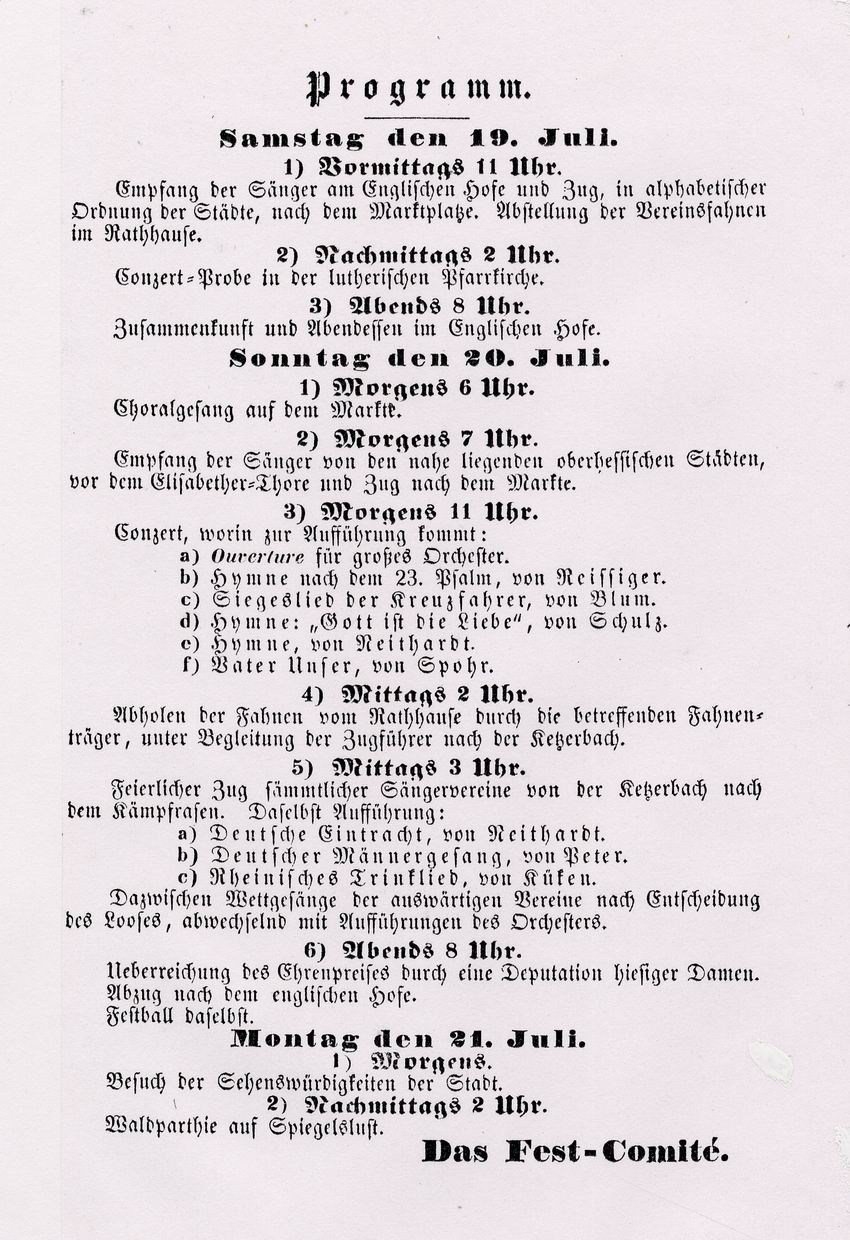 Programm.
Samstag den 19. Juli.
1) Vormittags 11 Uhr.
Empfang der Sänger am Englischen Hofe und Zug, in alphabetischer
Ordnung der Städte, nach dem Marktplatze. Abstellung der Vereinsfahnen
im Rathhause.
2) Nachmittags 2 Uhr.
Conzert-Probe in der lutherischen Pfarrkirche.
3) Abends 8 Uhr.
Zusammenkunft und Abendessen im Englischen Hofe.
Sonntag den 20. Juli.
1) Morgens 6 Uhr.
Choralgesang auf dem Markte.
2) Morgens 7 Uhr.
Empfang der Sänger von den nahe liegenden oberhessischen Städten,
vor dem Elisabether-Thore und Zug nach dem Markte.
3) Morgens 11 Uhr.
Conzert, worin zur Aufführung kommt:
a) Ouverture für großes Orchester.
b) Hymne nach dem 23. Psalm, von Reissiger.
c) Siegeslied der Kreuzfahrer, von Blum.
d) Hymne: „Gott ist die Liebe“, von Schulz.
e) Hymne, von Neithardt.
f) Vater Unser, von Spohr.
4) Mittags 2 Uhr.
Abholen der Fahnen vom Rathhause durch die betreffenden Fahnen-
träger, unter Begleitung der Zugführer nach der Ketzerbach.
5) Mittags 3 Uhr.
Feierlicher Zug sämmtlicher Sängervereine von der Ketzerbach nach
dem Kämpfrasen. Daselbst Aufführung:
a) Deutsche Eintracht, von Neithardt.
b) Deutscher Männergesang, von Peter.
c) Rheinisches Trinklied, von Küken.
Dazwischen Wettgesänge der auswärtigen Vereine nach Entscheidung
des Looses, abwechselnd mit Aufführungen des Orchesters.
6) Abends 8 Uhr.
Ueberreichung des Ehrenpreises durch eine Deputation hiesiger Damen.
Abzug nach dem englischen Hofe.
Festball daselbst.
Montag den 21. Juli.
1) Morgens.
Besuch der Sehenswürdigkeiten der Stadt.
2) Nachmittags 2 Uhr.
Waldparthie auf Spiegelslust.
Das Fest-Comité.